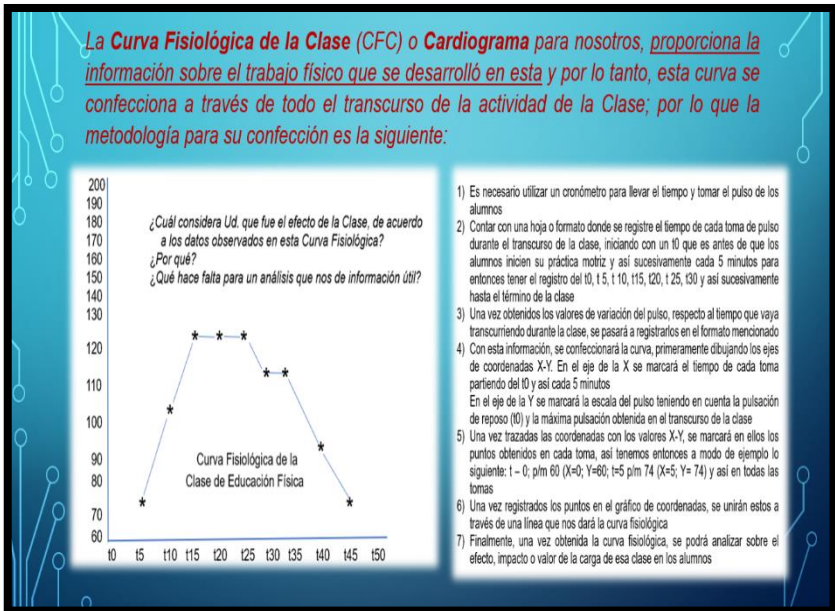 La Curva Fisiológica de la Clase (CFC) o Cardiograma para nosotros, proporciona la
información sobre el trabajo físico que se desarrolló en esta y por lo tanto, esta curva se
confecciona a través de todo el transcurso de la actividad de la Clase; por lo que la
metodología para su confección es la siguiente:
200
190
180
170
160
150
140
130
120
110
100
90
80
70
60
¿Cuál considera Ud. que fue el efecto de la Clase, de acuerdo
a los datos observados en esta Curva Fisiológica?
¿Por qué?
¿Qué hace falta para un análisis que nos de información útil?
* * *
* *
*
*
* *
Curva Fisiológica de la
Clase de Educación Física
t0 t5 t10 t15 t20 t25 t30 t35 t40 t45 t50
1) Es necesario utilizar un cronómetro para llevar el tiempo y tomar el pulso de los
alumnos
2) Contar con una hoja o formato donde se registre el tiempo de cada toma de pulso
durante el transcurso de la clase, iniciando con un t0 que es antes de que los
alumnos inicien su práctica motriz y así sucesivamente cada 5 minutos para
entonces tener el registro del t0, t 5, t 10, t15, t20, t 25, t30 y así sucesivamente
hasta el término de la clase
3) Una vez obtenidos los valores de variación del pulso, respecto al tiempo que vaya
transcurriendo durante la clase, se pasará a registrarlos en el formato mencionado
4) Con esta información, se confeccionará la curva, primeramente dibujando los ejes
de coordenadas X-Y. En el eje de la X se marcará el tiempo de cada toma
partiendo del t0 y así cada 5 minutos
En el eje de la Y se marcará la escala del pulso teniendo en cuenta la pulsación
de reposo (t0) y la máxima pulsación obtenida en el transcurso de la clase
5) Una vez trazadas las coordenadas con los valores X-Y, se marcará en ellos los
puntos obtenidos en cada toma, así tenemos entonces a modo de ejemplo lo
siguiente: t – 0; p/m 60 (X=0; Y=60; t=5 p/m 74 (X=5; Y= 74) y así en todas las
tomas
6) Una vez registrados los puntos en el gráfico de coordenadas, se unirán estos a
través de una línea que nos dará la curva fisiológica
7) Finalmente, una vez obtenida la curva fisiológica, se podrá analizar sobre el
efecto, impacto o valor de la carga de esa clase en los alumnos